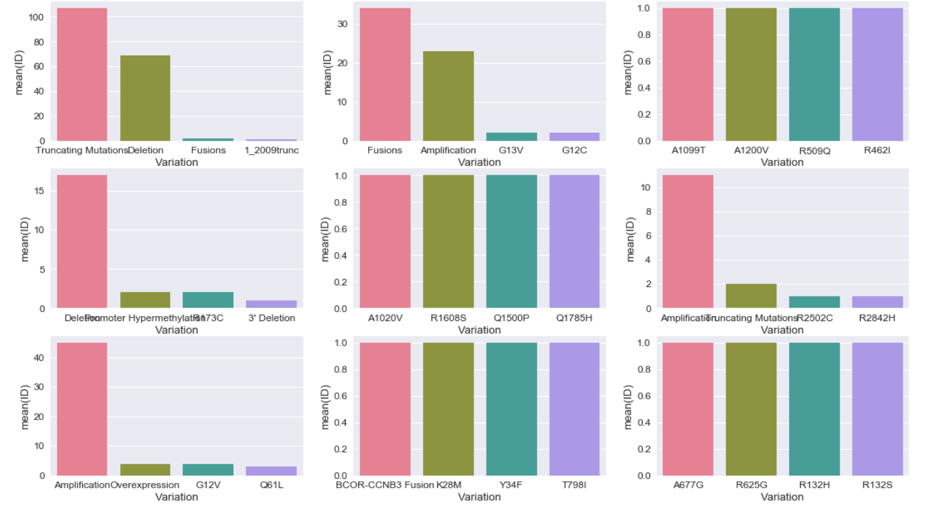 mean(ID)
100
80
60
40
20
0
Truncating Mutations Deletion Fusions 1_2009trunc
Variation
mean(ID)
30
20
10
0
Fusions Amplification G13V G12C
Variation
mean(ID)
1.0
0.8
0.6
0.4
0.2
0.0
A1099T A1200V R509Q R462I
Variation
mean(ID)
15
10
5
0
Deletion Promoter Hypermethylation 3' Deletion
Variation
mean(ID)
1.0
0.8
0.6
0.4
0.2
0.0
A1020V R1608S Q1500P Q1785H
Variation
mean(ID)
10
8
6
4
2
0
Amplification Truncating Mutations R2502C R2842H
Variation
mean(ID)
40
30
20
10
0
Amplification Overexpression G12V Q61L
Variation
mean(ID)
1.0
0.8
0.6
0.4
0.2
0.0
BCOR-CCNB3 Fusion K28M Y34F T798I
Variation
mean(ID)
1.0
0.8
0.6
0.4
0.2
0.0
A677G R625G R132H R132S
Variation